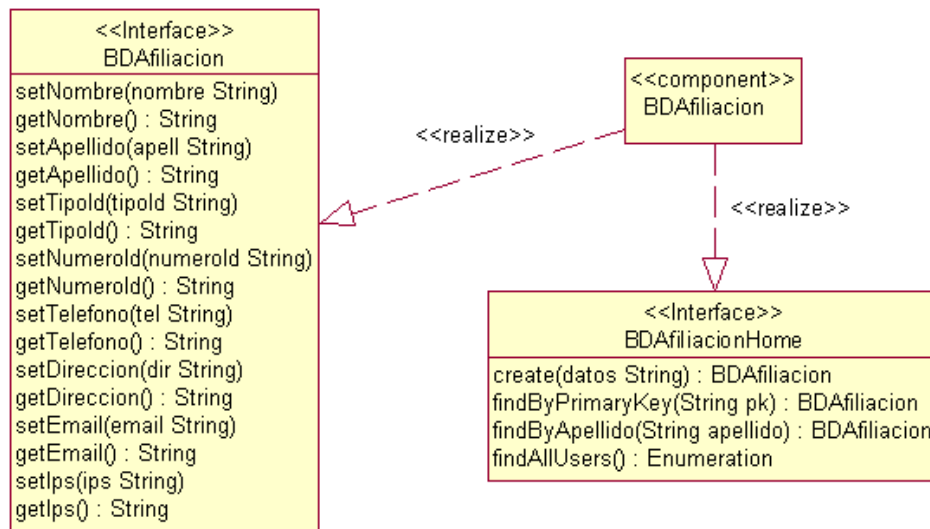 <<Interface>>
BDAfiliacion
setNombre(nombre String)
getNombre() : String
setApellido(apell String)
getApellido() : String
setTipoId(tipoId String)
getTipoId() : String
setNumeroId(numeroId String)
getNumeroId() : String
setTelefono(tel String)
getTelefono() : String
setDireccion(dir String)
getDireccion() : String
setEmail(email String)
getEmail() : String
setIps(ips String)
getIps() : String
<<realize>>
<<component>>
BDAfiliacion
<<realize>>
<<Interface>>
BDAfiliacionHome
create(datos String) : BDAfiliacion
findByPrimaryKey(String pk) : BDAfiliacion
findByApellido(String apellido) : BDAfiliacion
findAllUsers() : Enumeration